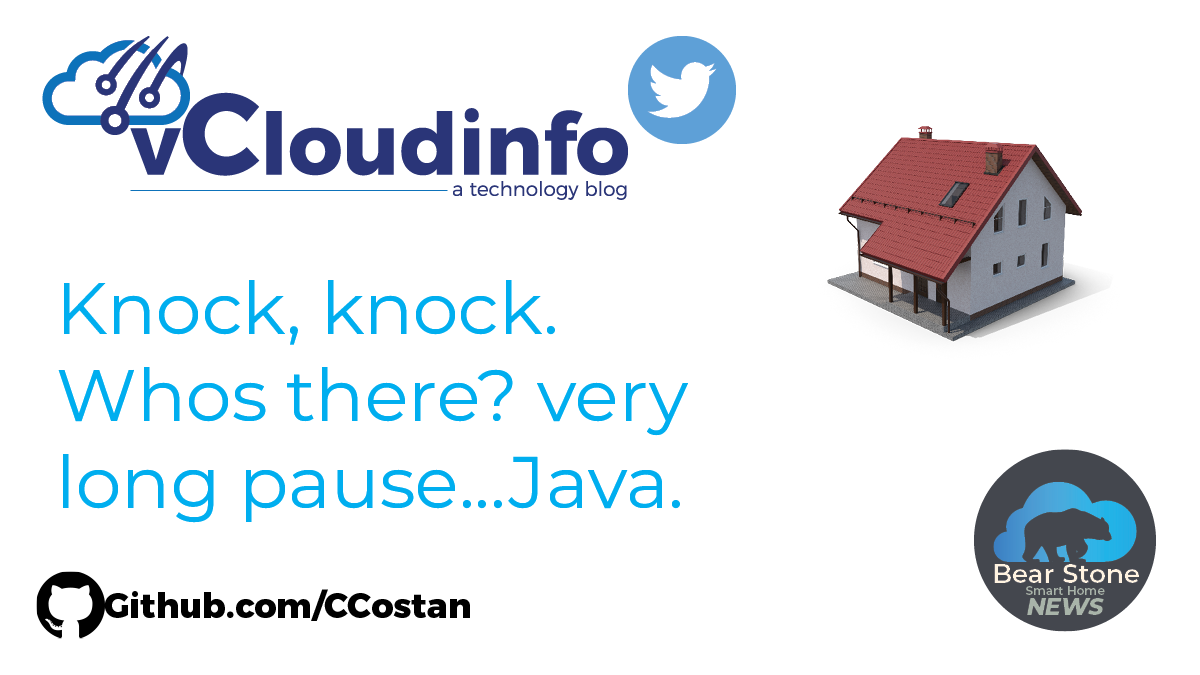 vCloudinfo
a technology blog
Knock, knock.
Whos there? very
long pause...Java.
Github.com/CCostan
Bear Stone
Smart Home
NEWS